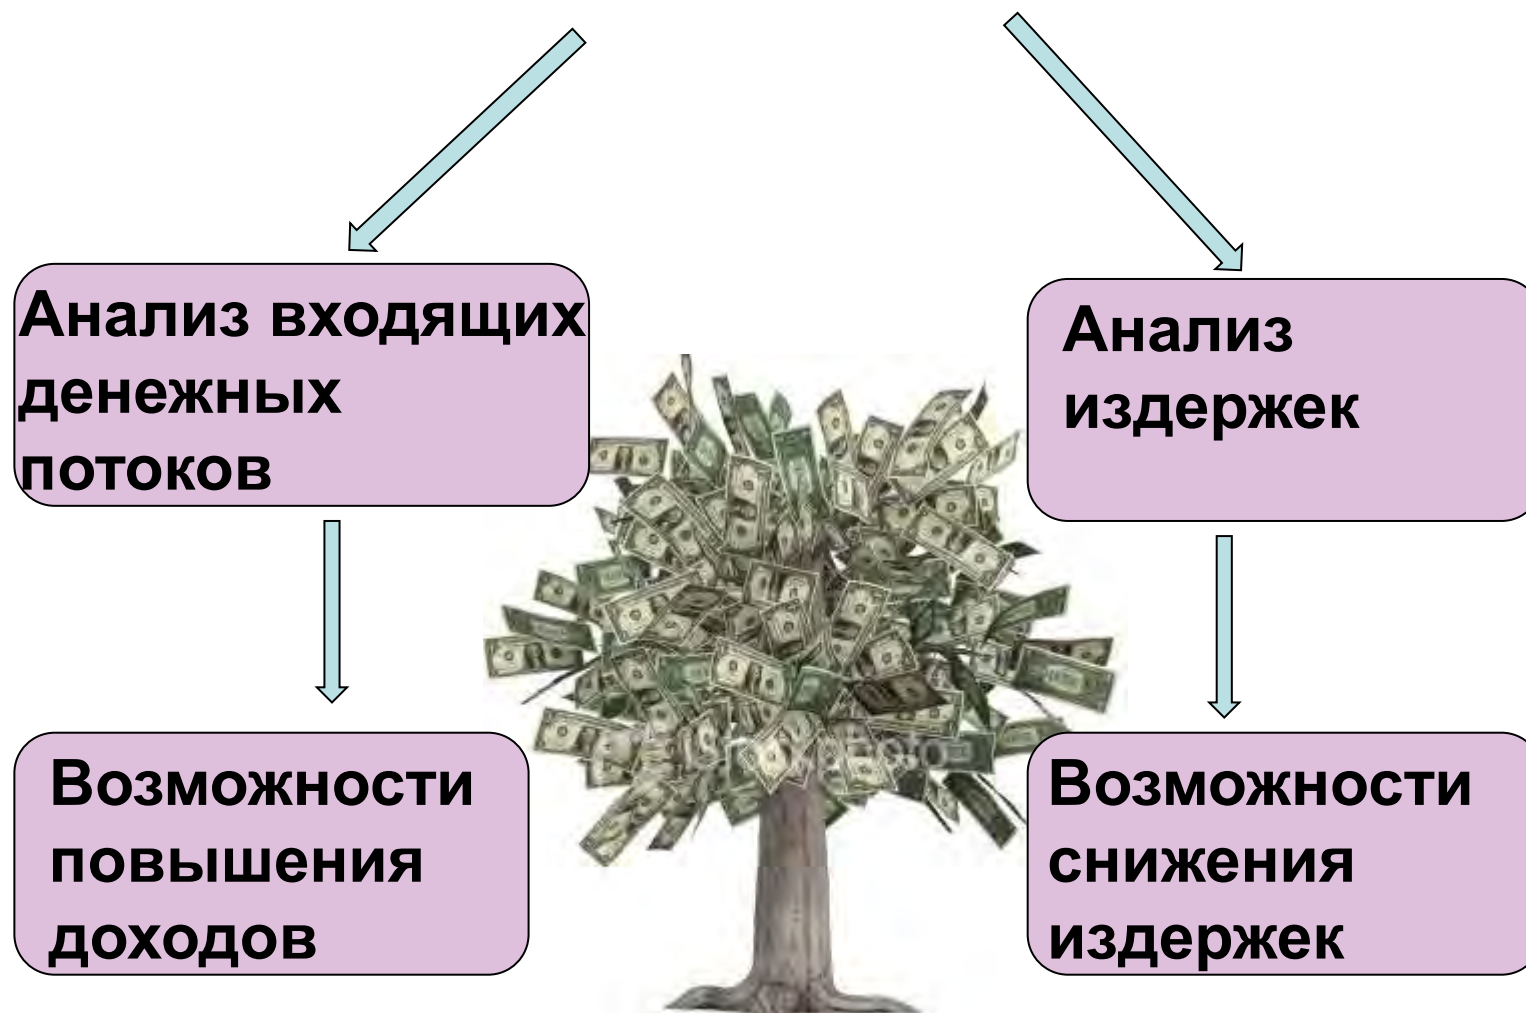 Анализ входящих
денежных
потоков
Анализ
издержек
Возможности
повышения
доходов
Возможности
снижения
издержек